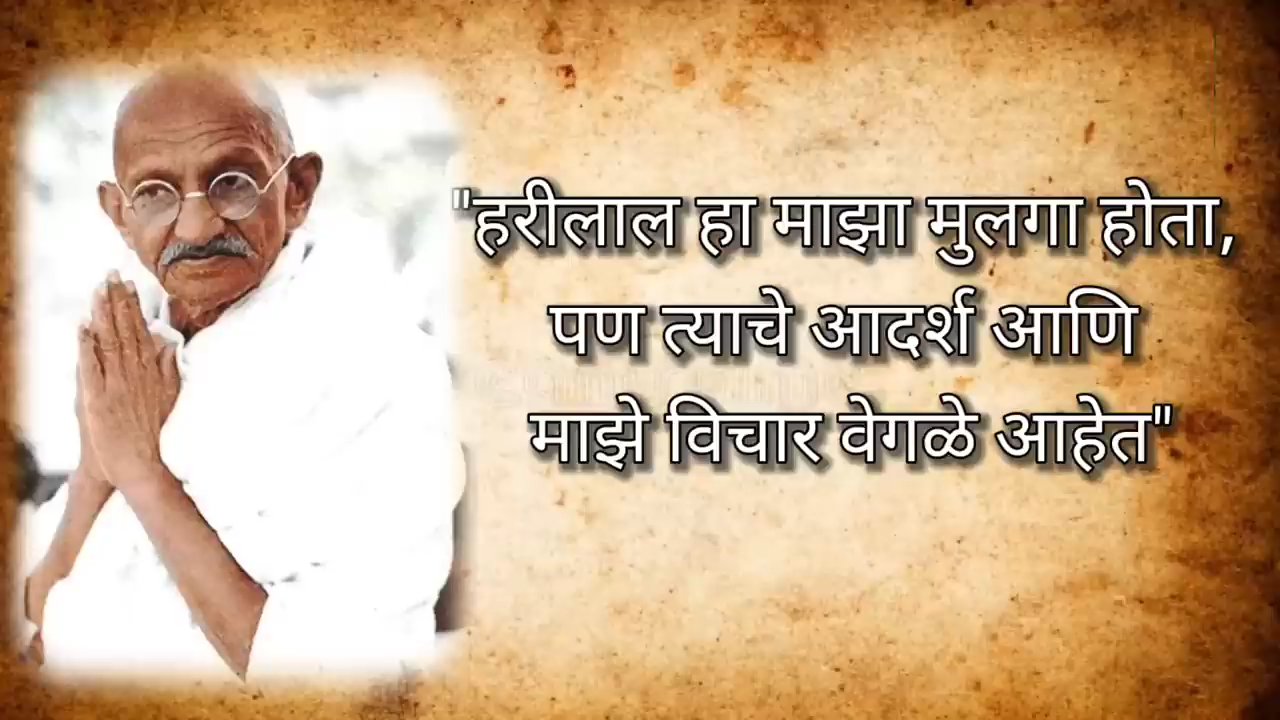 "हरीलाल हा माझा मुलगा होता,
पण त्याचे आदर्श आणि
माझे विचार वेगळे आहेत"